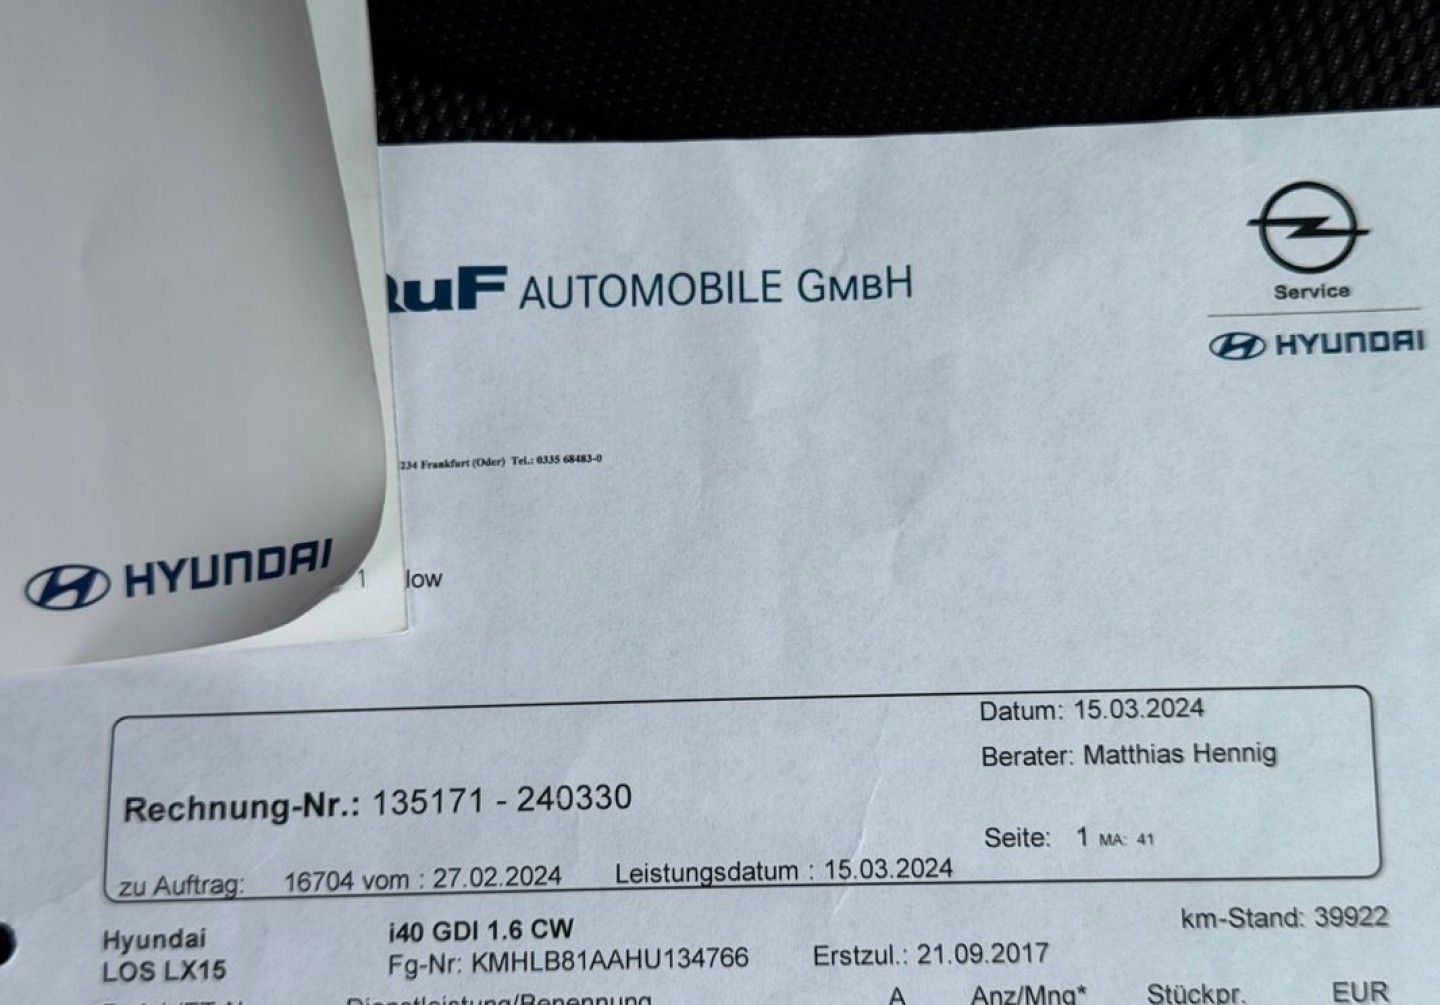 RuF AUTOMOBILE GMBH
Service
HYUNDAI
234 Frankfurt (Oder) Tel.: 0335 68483-0
HYUNDAI
1 low
Datum: 15.03.2024
Berater: Matthias Hennig
Rechnung-Nr.: 135171 - 240330
Seite: 1 MA: 41
zu Auftrag: 16704 vom : 27.02.2024 Leistungsdatum : 15.03.2024
km-Stand: 39922
Hyundai i40 GDI 1.6 CW
LOS LX15 Fg-Nr: KMHLB81AAHU134766 Erstzul.: 21.09.2017
Dienstleistung/Benennung A Anz/Mng* Stückpr. EUR